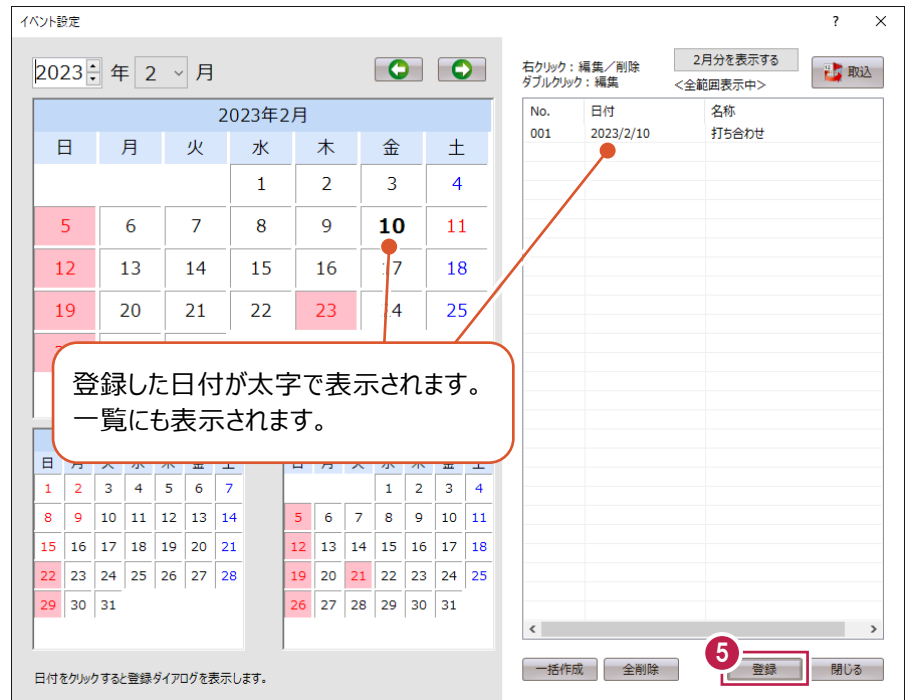 イベント設定
? ×
2023 年 2 月
2023年2月
日 月 火 水 木 金 土
1 2 3 4
5 6 7 8 9 10 11
12 13 14 15 16 17 18
19 20 21 22 23 24 25
登録した日付が太字で表示されます。
一覧にも表示されます。
日 月 火 水 木 金 土
1 2 3 4 5 6 7
8 9 10 11 12 13 14
15 16 17 18 19 20 21
22 23 24 25 26 27 28
29 30 31
日 月 火 水 木 金 土
1 2 3 4
5 6 7 8 9 10 11
12 13 14 15 16 17 18
19 20 21 22 23 24 25
26 27 28 29 30 31
日付をクリックすると登録ダイアログを表示します。
右クリック：編集／削除
ダブルクリック：編集
2月分を表示する
<全範囲表示中>
取込
No. 日付 名称
001 2023/2/10 打ち合わせ
5
一括作成 全削除 登録 閉じる